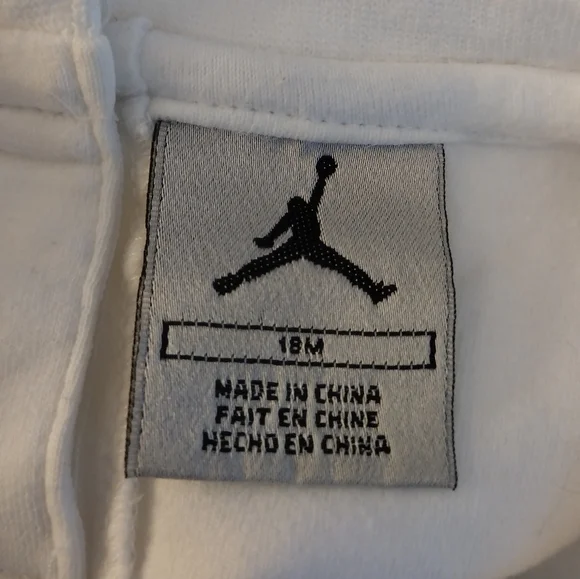 18M
MADE IN CHINA
FAIT EN CHINE
HECHO EN CHINA